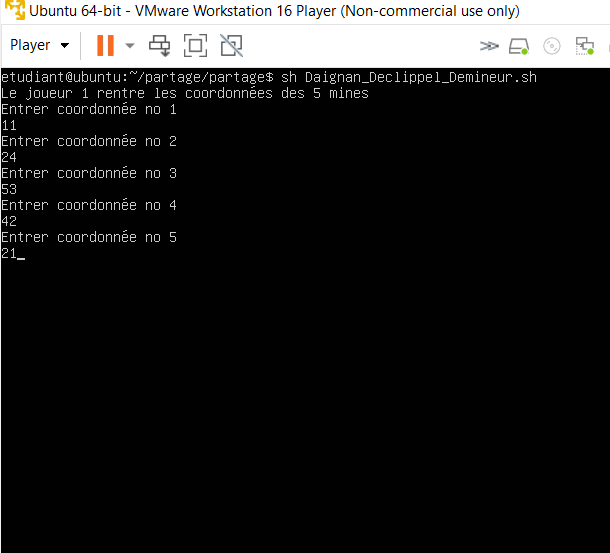 Ubuntu 64-bit - VMware Workstation 16 Player (Non-commercial use only)
Player
etudiant@ubuntu:~/partage/partage$ sh Daignan_Declippel_Demineur.sh
Le joueur 1 rentre les coordonnées des 5 mines
Entrer coordonnée no 1
11
Entrer coordonnée no 2
24
Entrer coordonnée no 3
53
Entrer coordonnée no 4
42
Entrer coordonnée no 5
21